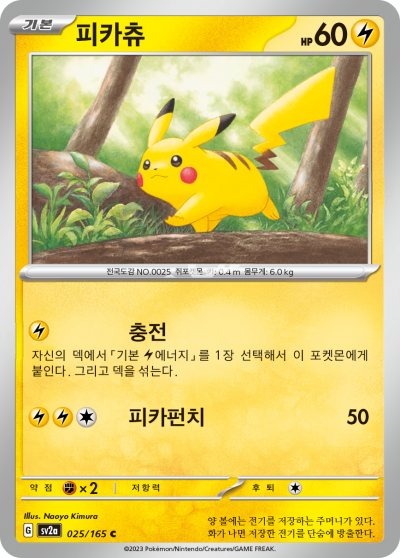 기본 피카츄 HP 60
전국도감 NO.0025 쥐포켓몬 키: 0.4 m 몸무게: 6.0 kg
충전
자신의 덱에서 「기본 에너지」를 1장 선택해서 이 포켓몬에게
붙인다. 그리고 덱을 섞는다.
피카펀치 50
약점 ×2 저항력 후퇴
Illus. Naoyo Kimura
G sv2a 025/165 C
볼에는 전기를 저장하는 주머니가 있다.
화가 나면 저장한 전기를 단숨에 방출한다.
©2023 Pokémon/Nintendo/Creatures/GAME FREAK.